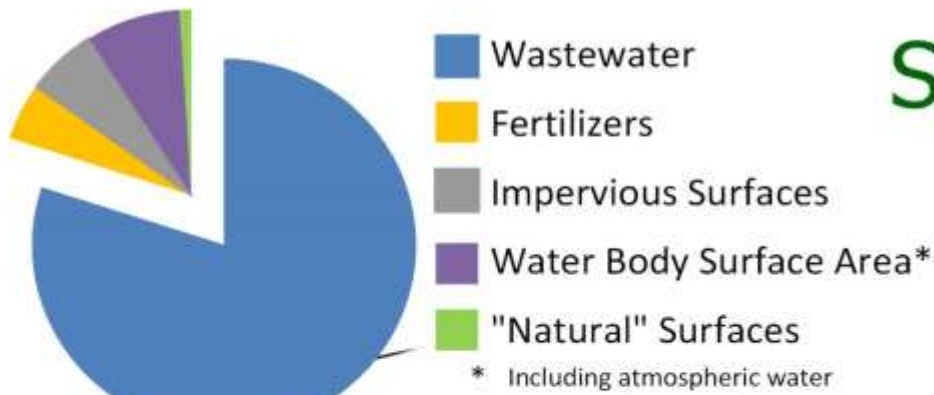 Wastewater
Fertilizers
Impervious Surfaces
Water Body Surface Area*
"Natural" Surfaces
* Including atmospheric water
S